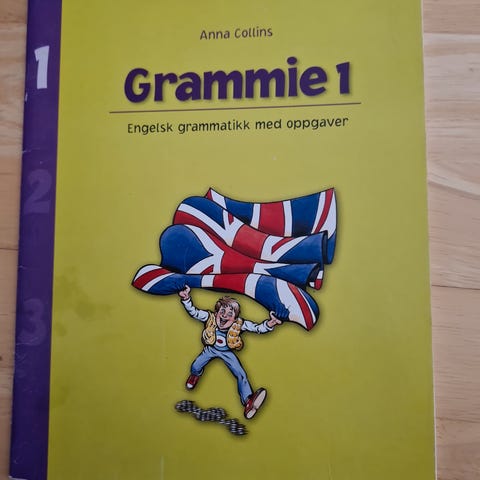 Anna Collins
1
Grammie 1
Engelsk grammatikk med oppgaver
2
3